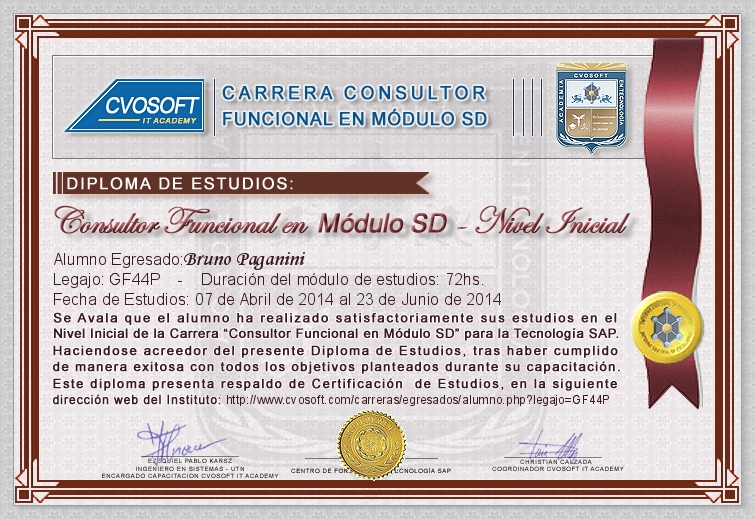 CVOSOFT
IT ACADEMY
CARRERA CONSULTOR
FUNCIONAL EN MÓDULO SD
CVOSOFT
ACADEMIA
EN TECNOLOGÍA
DIPLOMA DE ESTUDIOS:
Consultor Funcional en Módulo SD - Nivel Inicial
Alumno Egresado:Bruno Paganini
Legajo: GF44P - Duración del módulo de estudios: 72hs.
Fecha de Estudios: 07 de Abril de 2014 al 23 de Junio de 2014
Se Avala que el alumno ha realizado satisfactoriamente sus estudios en el
Nivel Inicial de la Carrera “Consultor Funcional en Módulo SD” para la Tecnología SAP.
Haciendose acreedor del presente Diploma de Estudios, tras haber cumplido
de manera exitosa con todos los objetivos planteados durante su capacitación.
Este diploma presenta respaldo de Certificación de Estudios, en la siguiente
dirección web del Instituto: http://www.cvosoft.com/carreras/egresados/alumno.php?legajo=GF44P
EZEQUIEL PABLO KARSZ
INGENIERO EN SISTEMAS - UTN
ENCARGADO CAPACITACION CVOSOFT IT ACADEMY
CENTRO DE FOR TECNOLOGÍA SAP
CHRISTIAN CALZADA
COORDINADOR CVOSOFT IT ACADEMY